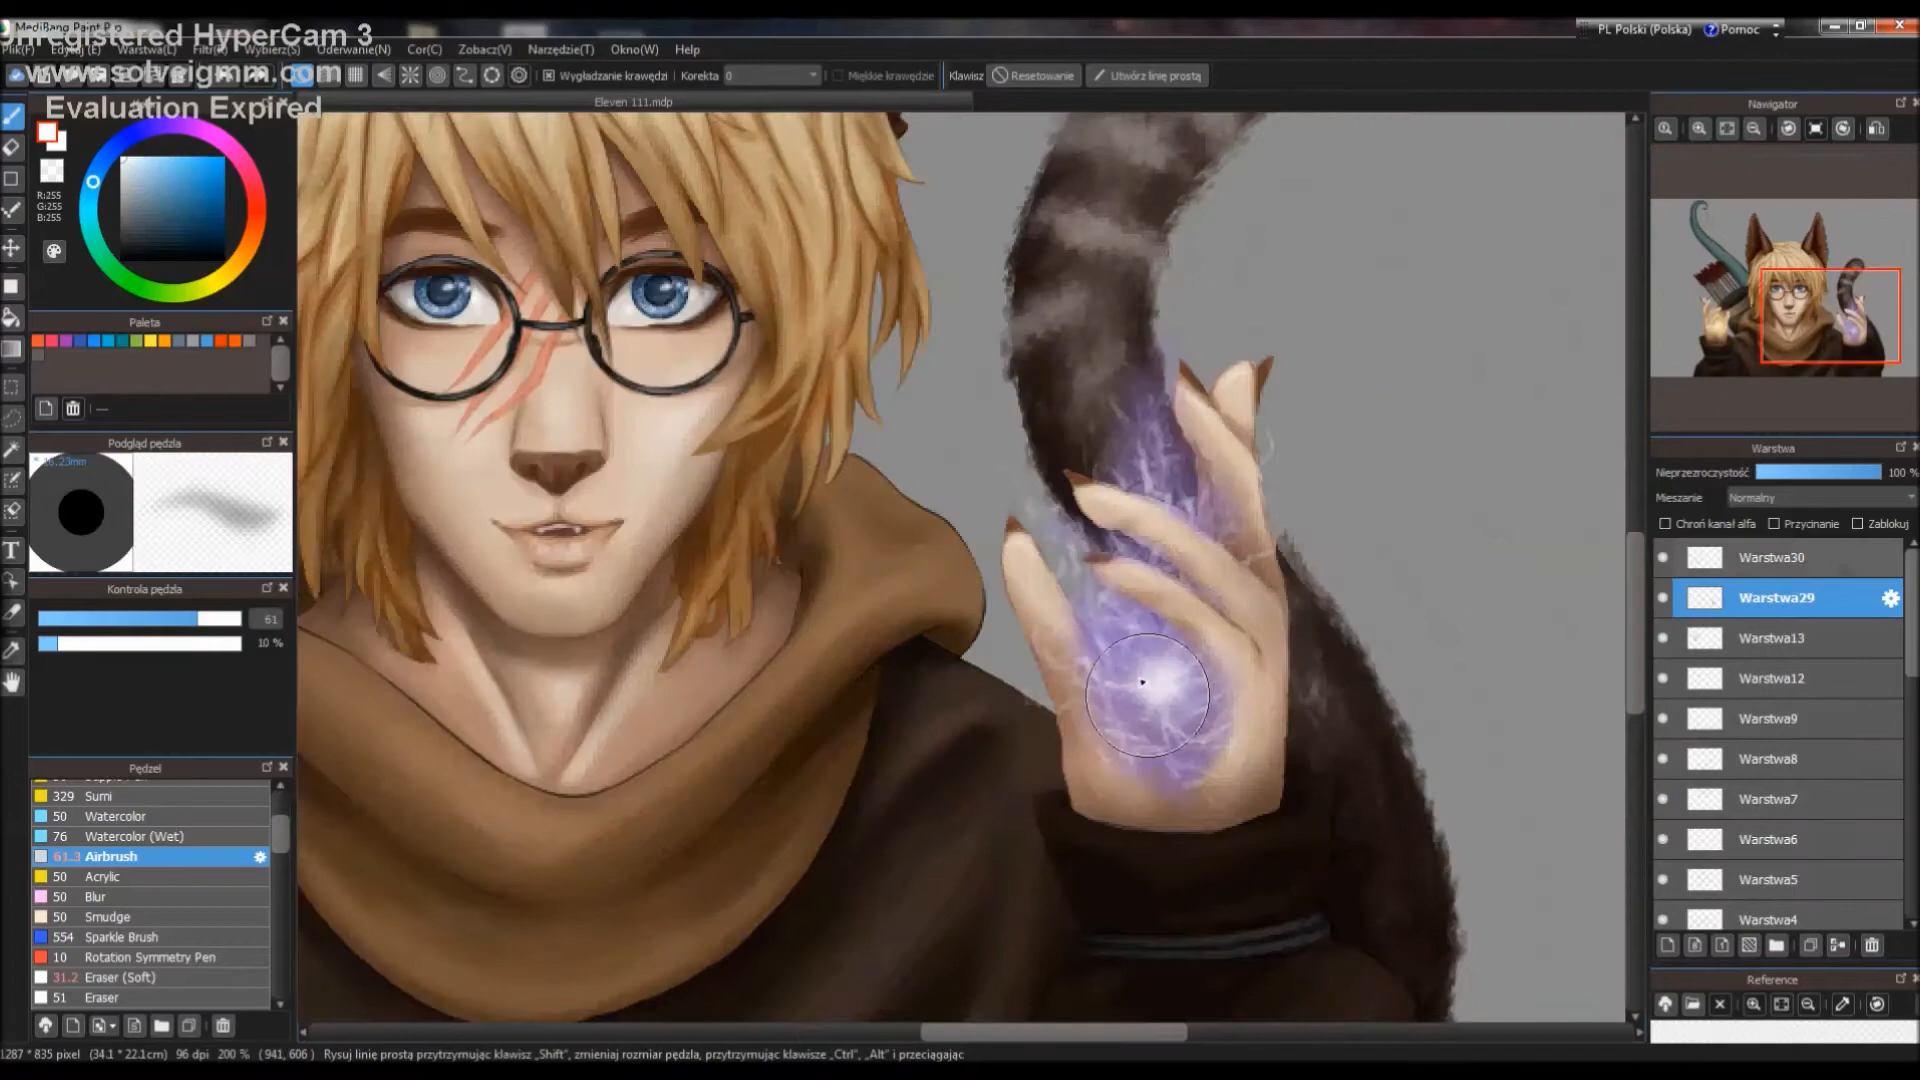 MediBang Paint Pro
Unregistered HyperCam 3
PL Polski (Polska)
Pomoc
Plik(F) Edytuj (E) Warstwa(L) Filtr(I) Wybierz(S) Oderwanie(N) Cor(C) Zobacz(V) Narzędzie(T) Okno(W) Help
www.solveigmm.com
Wygładzanie krawędzi Korekta 0 Miękkie krawędzie Klawisz Resetowanie Utwórz linię prostą
Evaluation Expired
Eleven 111.mdp
Nawigator
R:255
G:255
B:255
Paleta
Podgląd pędzla
Kontrola pędzla
61
10 %
Pędzel
329 Sumi
50 Watercolor
76 Watercolor (Wet)
61.3 Airbrush
50 Acrylic
50 Blur
50 Smudge
554 Sparkle Brush
10 Rotation Symmetry Pen
31.2 Eraser (Soft)
51 Eraser
Warstwa
Nieprzezroczystość 100 %
Mieszanie Normalny
Chroń kanał alfa Przycinanie Zablokuj
Warstwa30
Warstwa29
Warstwa13
Warstwa12
Warstwa9
Warstwa8
Warstwa7
Warstwa6
Warstwa5
Warstwa4
Reference
1287 * 835 pixel (34.1 * 22.1cm) 96 dpi 200 % ( 941, 606 ) Rysuj linię prostą przytrzymując klawisz „Shift", zmieniaj rozmiar pędzla, przytrzymując klawisze „Ctrl", „Alt" i przeciągając